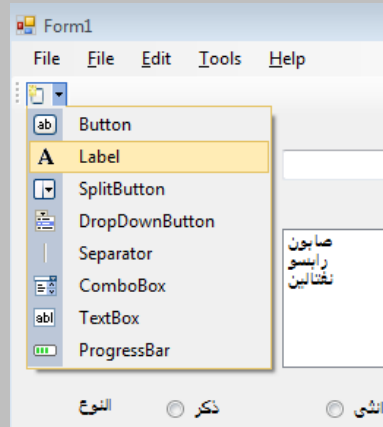 Form1
File File Edit Tools Help
Button
Label
SplitButton
DropDownButton
Separator
ComboBox
TextBox
ProgressBar
صابون
رابسو
نفتالين
النوع ذكر انثى